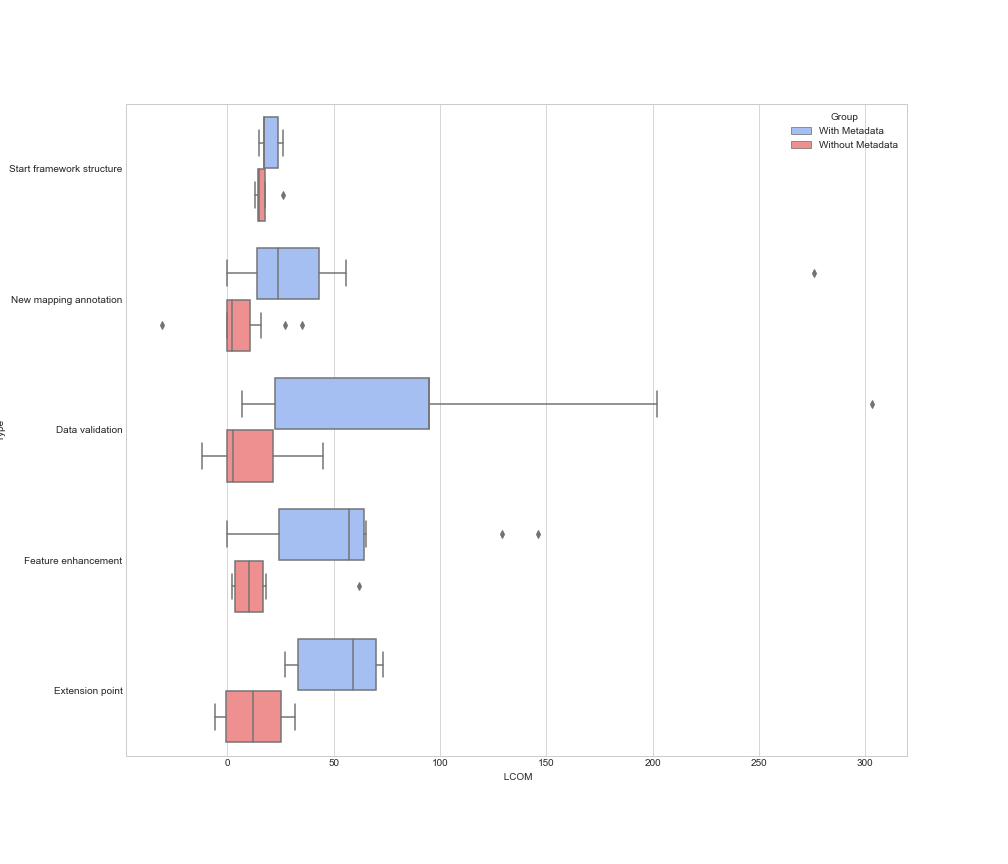 Group
With Metadata
Without Metadata
Start framework structure
New mapping annotation
Data validation
Feature enhancement
Extension point
0 50 100 150 200 250 300
LCOM